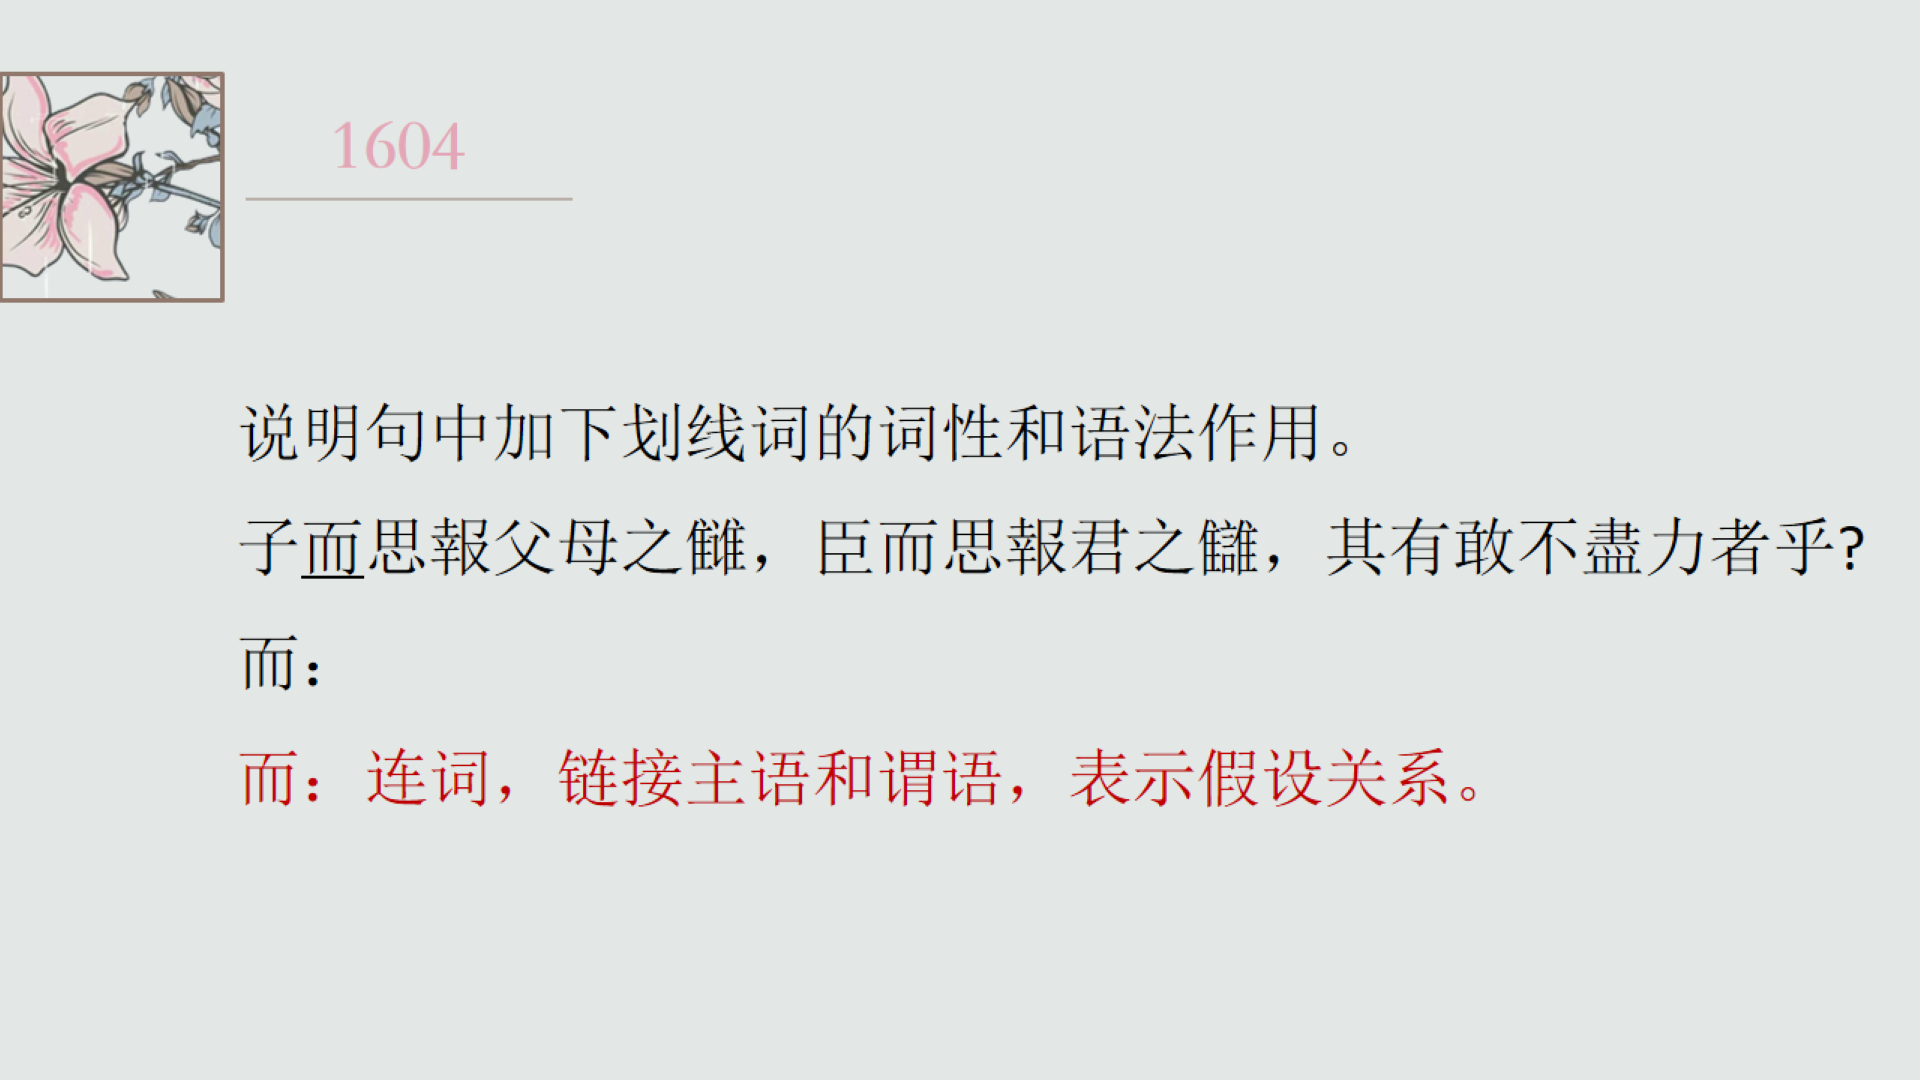 1604
说明句中加下划线词的词性和语法作用。
子而思報父母之雠，臣而思報君之讎，其有敢不盡力者乎?
而：
而：连词，链接主语和谓语，表示假设关系。